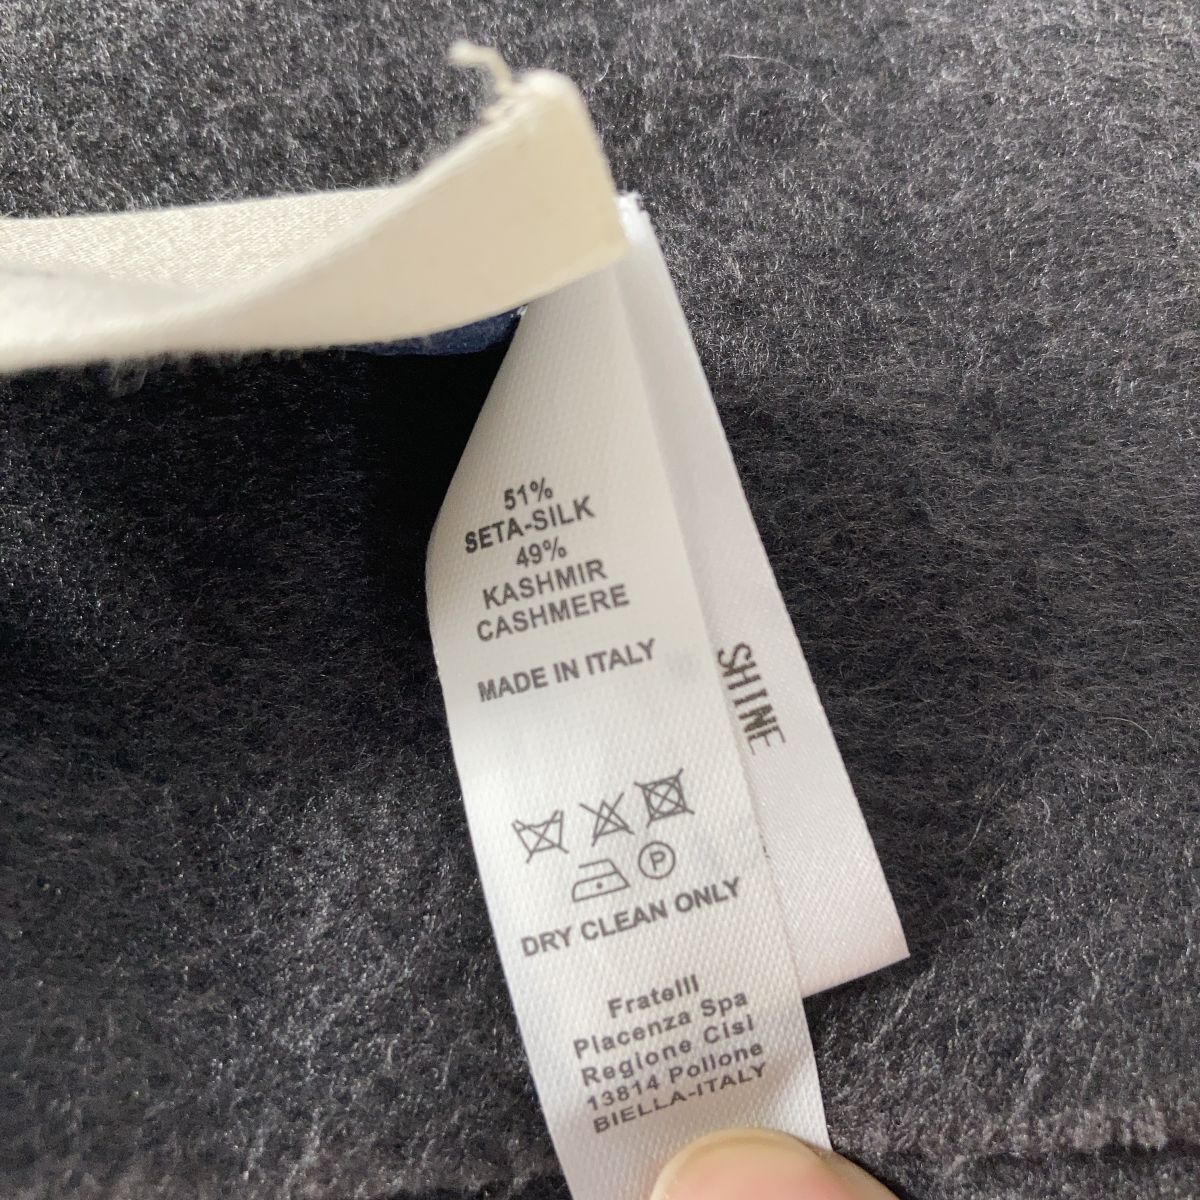 51%
SETA-SILK
49%
KASHMIR
CASHMERE
MADE IN ITALY
P
DRY CLEAN ONLY
Fratelli
Piacenza Spa
Regione Cisi
13814 Pollone
BIELLA-ITALY
SHINE